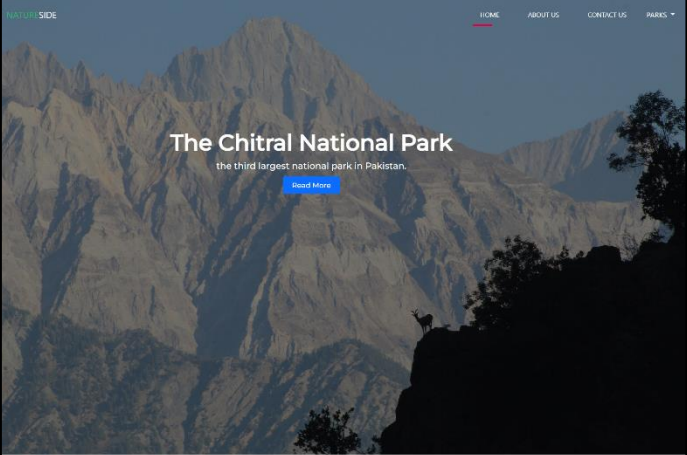 NATURESIDE
HOME ABOUT US CONTACT US PARKS
The Chitral National Park
the third largest national park in Pakistan.
Read More